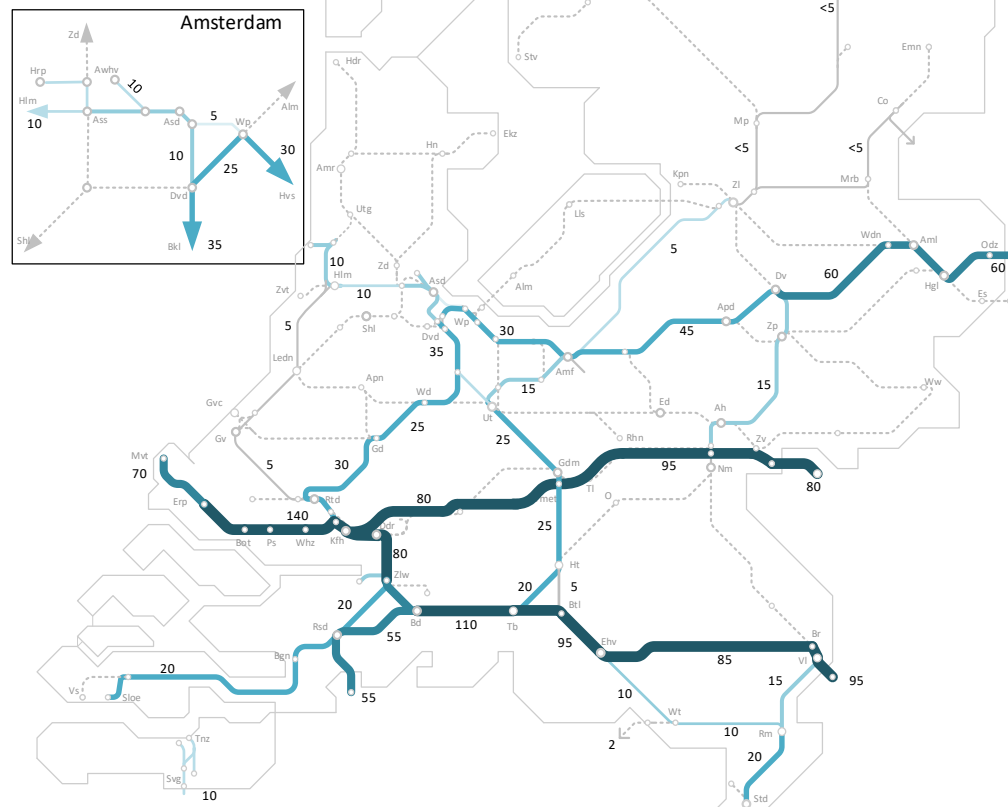 Amsterdam
Zd
Hrp
Awhv
10
Hlm
10
Ass
Asd
5
Wp
Alm
10
25
30
Dvd
Hvs
Shl
Bkl
35
<5
Stv
Emn
Hdr
Co
Mp
<5
<5
Ekz
Hn
Amr
Kpn
Zl
Mrb
Utg
Lls
Wdn
Aml
Odz
10
Zd
5
60
60
Hlm
Asd
Dv
Hgl
Zvt
10
Alm
Es
Shl
Wp
30
Apd
Zp
5
Dvd
35
45
Ledn
Amf
Apn
15
15
Ww
Gvc
Wd
Ut
Ed
Ah
25
25
Gv
Gd
Rhn
Zv
Mvt
70
5
30
Gdm
95
Nm
80
Erp
Rtd
80
met
Tl
O
140
Ddr
25
Bot
Ps
Whz
Kfh
80
Ht
Zlw
20
5
20
Btl
Rsd
55
Bd
110
Tb
95
Ehv
Br
Bgn
85
Vl
20
55
10
15
95
Vs
Sloe
Wt
2
10
Rm
Tnz
20
Svg
10
Std